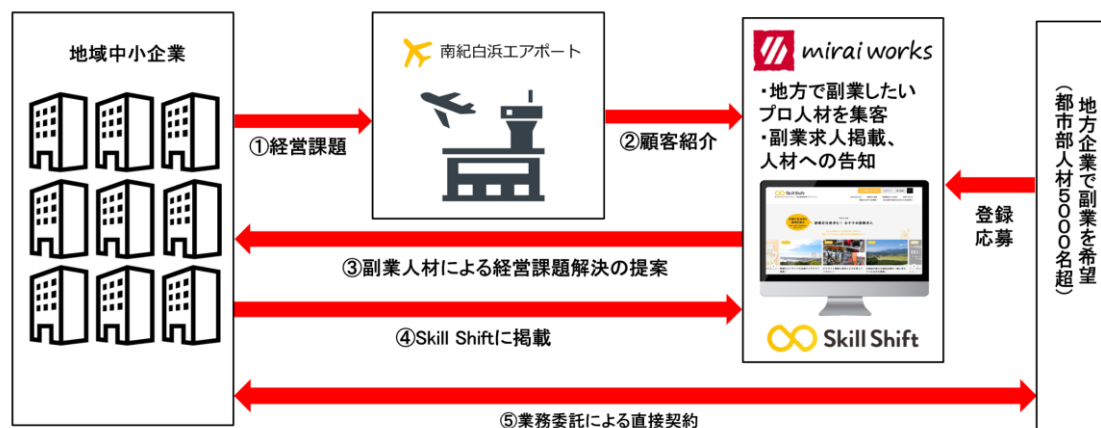 地域中小企業
①経営課題
南紀白浜エアポート
②顧客紹介
mirai works
・地方で副業したい
プロ人材を集客
・副業求人掲載、
人材への告知
Skill Shift
登録
応募
地方企業で副業を希望
（都市部人材5000名超）
③副業人材による経営課題解決の提案
④Skill Shiftに掲載
⑤業務委託による直接契約